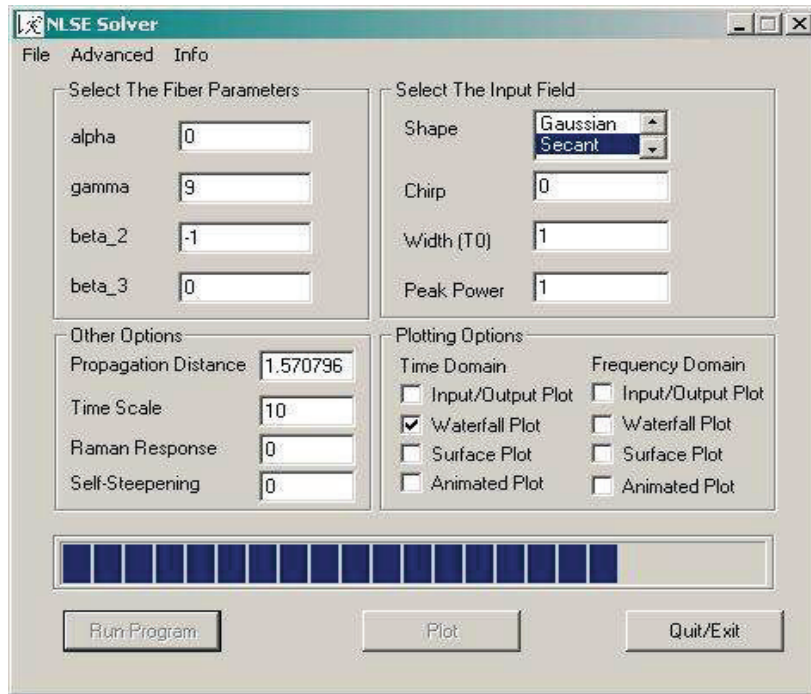 NLSE Solver
File Advanced Info
Select The Fiber Parameters
alpha 0
gamma 9
beta_2 -1
beta_3 0
Select The Input Field
Shape Gaussian
Secant
Chirp 0
Width (T0) 1
Peak Power 1
Other Options
Propagation Distance 1.570796
Time Scale 10
Raman Response 0
Self-Steepening 0
Plotting Options
Time Domain
Input/Output Plot
Waterfall Plot
Surface Plot
Animated Plot
Frequency Domain
Input/Output Plot
Waterfall Plot
Surface Plot
Animated Plot
Run Program
Plot
Quit/Exit